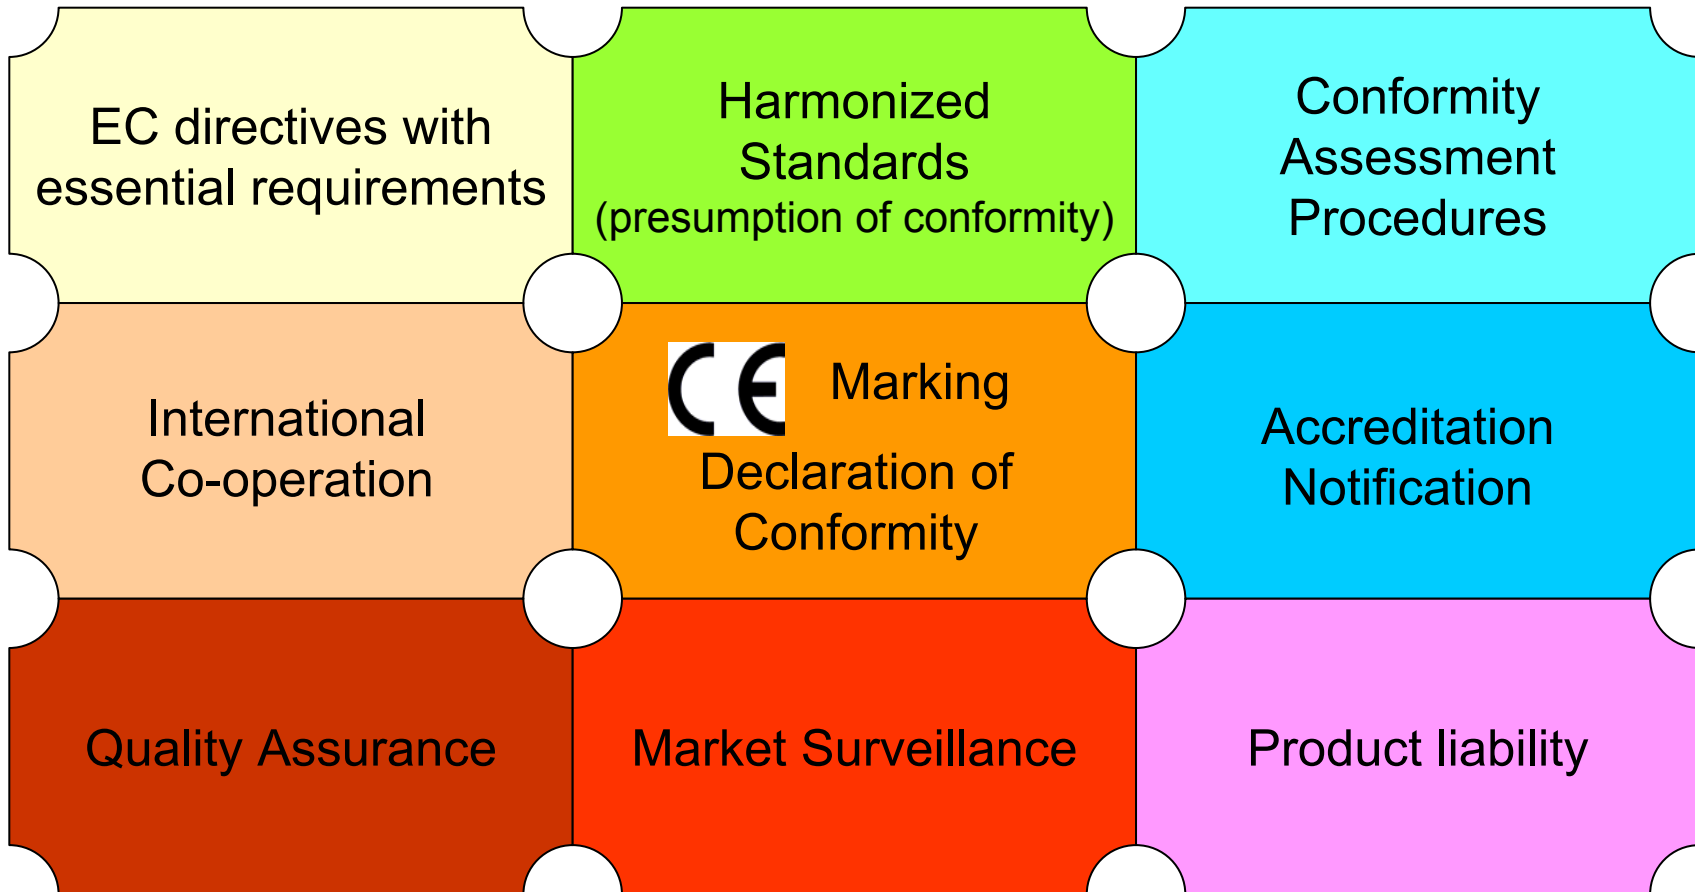 EC directives with
essential requirements
Harmonized
Standards
(presumption of conformity)
Conformity
Assessment
Procedures
International
Co-operation
CE Marking
Declaration of
Conformity
Accreditation
Notification
Quality Assurance
Market Surveillance
Product liability